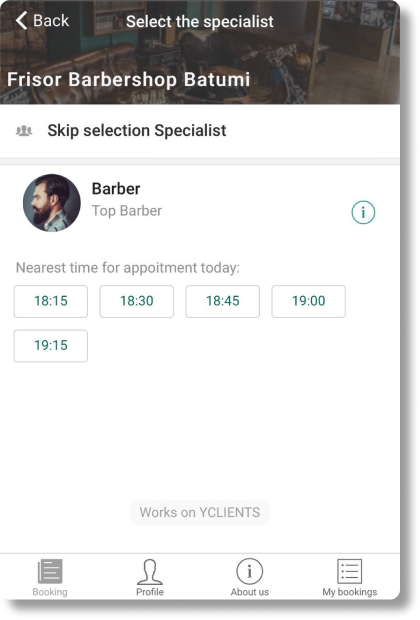 Back Select the specialist
Frisor Barbershop Batumi
Skip selection Specialist
Barber
Top Barber
Nearest time for appoitment today:
18:15 18:30 18:45 19:00
19:15
Works on YCLIENTS
Booking Profile About us My bookings